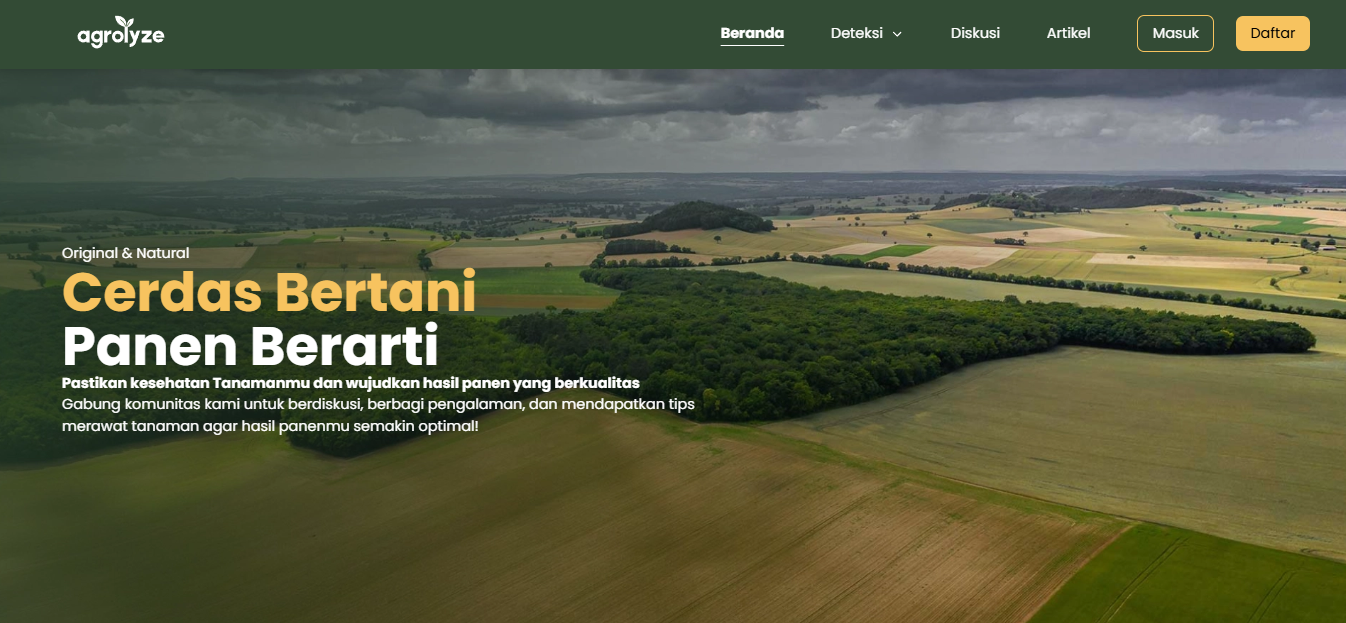 agrolyze
Beranda
Deteksi
Diskusi
Artikel
Masuk
Daftar
Original & Natural
Cerdas Bertani
Panen Berarti
Pastikan kesehatan Tanamanmu dan wujudkan hasil panen yang berkualitas
Gabung komunitas kami untuk berdiskusi, berbagi pengalaman, dan mendapatkan tips
merawat tanaman agar hasil panenmu semakin optimal!